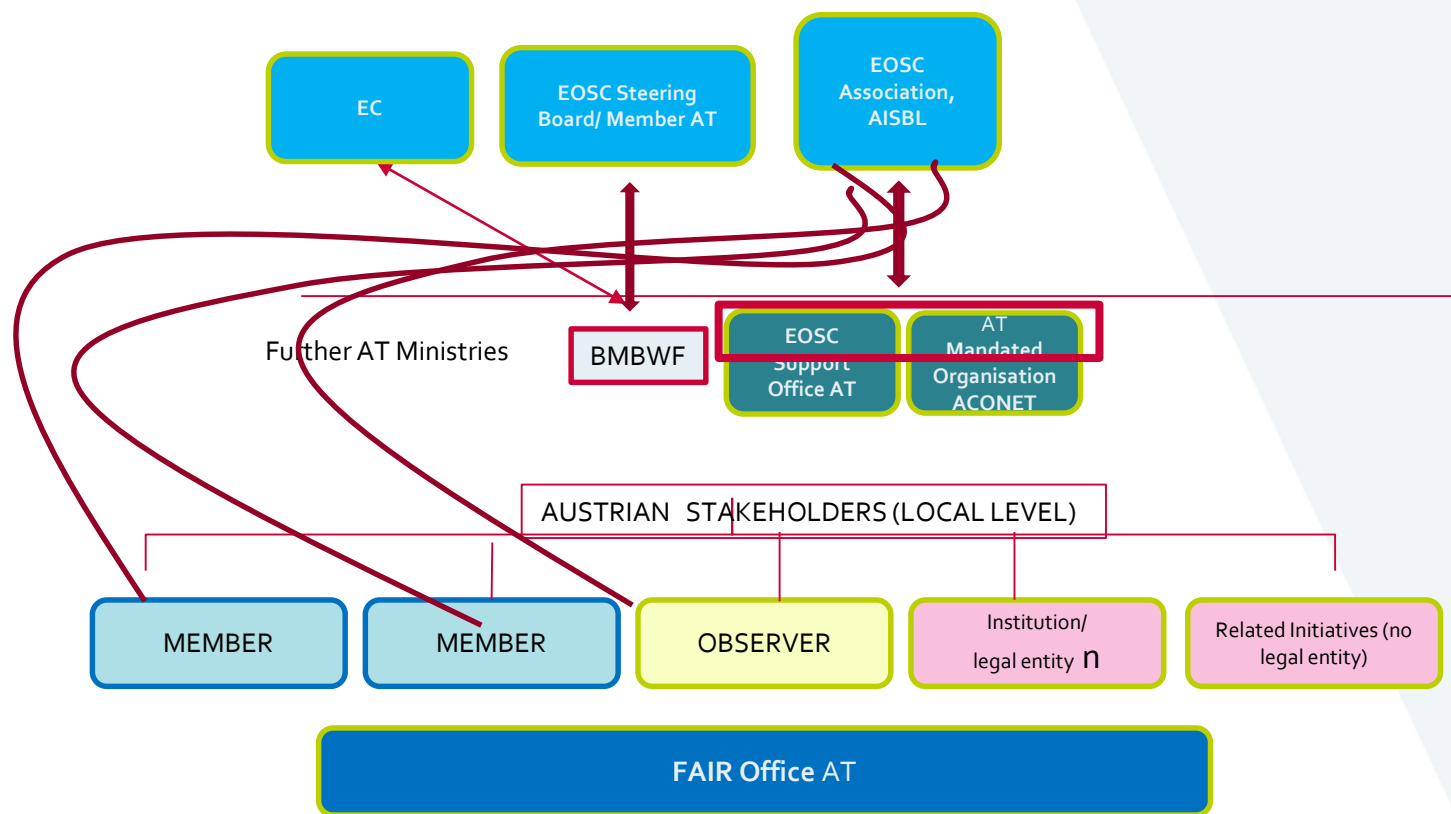 EC
EOSC Steering
Board/ Member AT
EOSC
Association,
AISBL
Further AT Ministries
BMBWF
EOSC
Support
Office AT
AT
Mandated
Organisation
ACONET
AUSTRIAN STAKEHOLDERS (LOCAL LEVEL)
MEMBER
MEMBER
OBSERVER
Institution/
legal entity n
Related Initiatives (no
legal entity)
FAIR Office AT